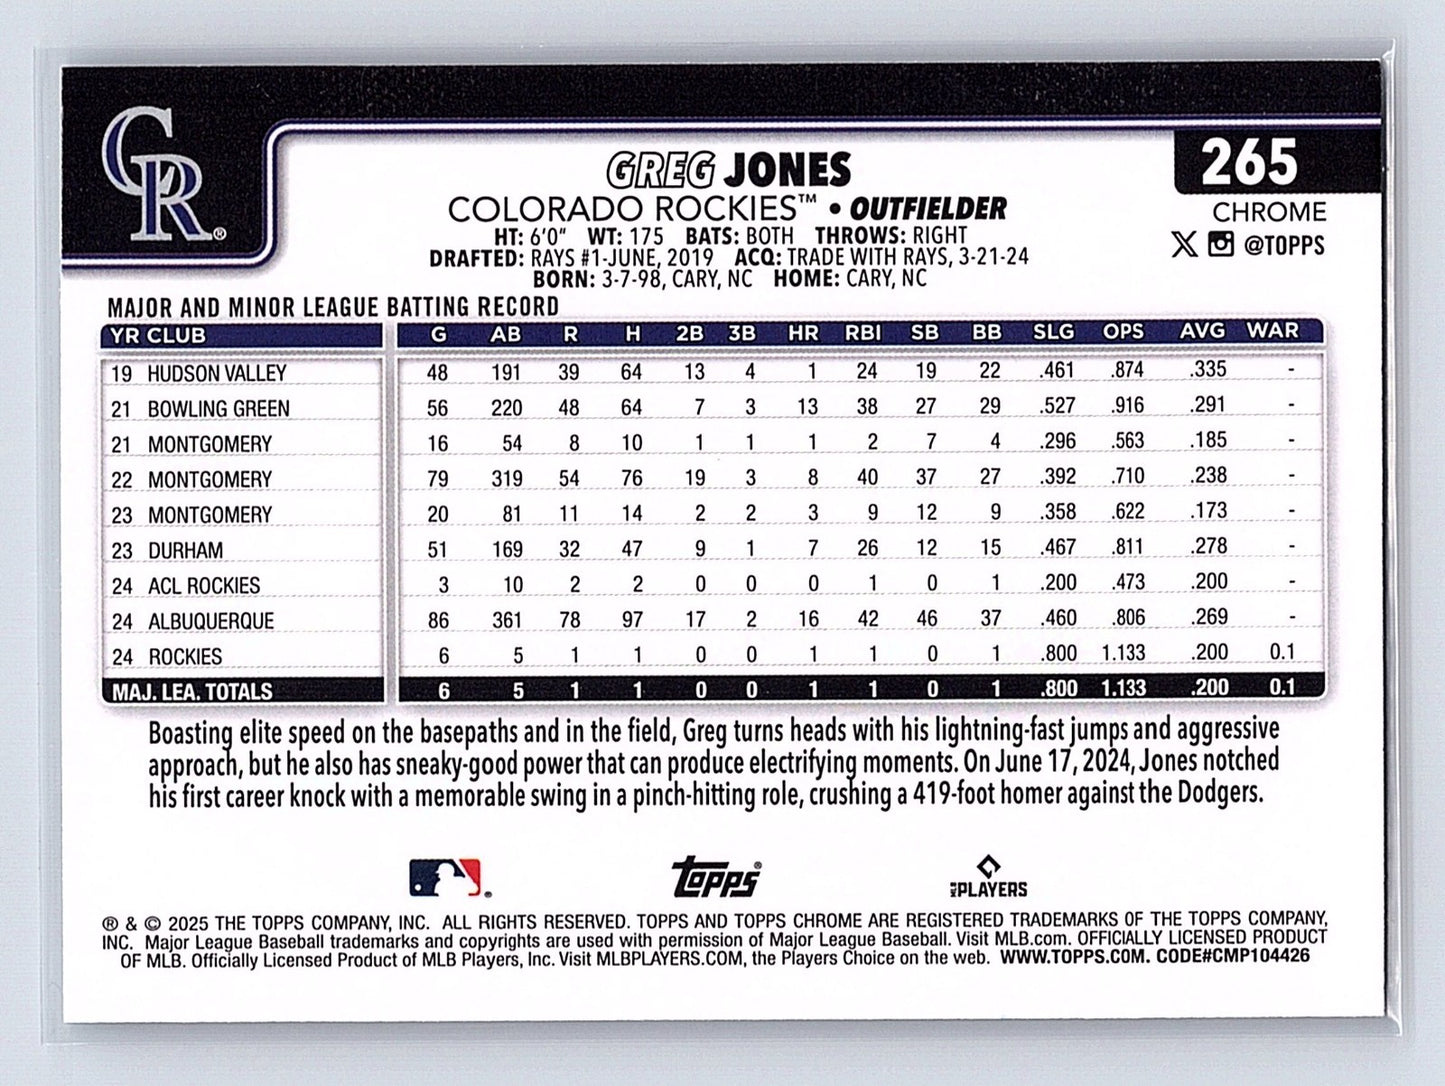 CR®
265
GREG JONES
COLORADO ROCKIES™ • OUTFIELDER
CHROME
HT: 6'0" WT: 175 BATS: BOTH THROWS: RIGHT
@TOPPS
DRAFTED: RAYS #1-JUNE, 2019 ACQ: TRADE WITH RAYS, 3-21-24
BORN: 3-7-98, CARY, NC HOME: CARY, NC
MAJOR AND MINOR LEAGUE BATTING RECORD
YR CLUB G AB R H 2B 3B HR RBI SB BB SLG OPS AVG WAR
19 HUDSON VALLEY 48 191 39 64 13 4 1 24 19 22 .461 .874 .335 -
21 BOWLING GREEN 56 220 48 64 7 3 13 38 27 29 .527 .916 .291 -
21 MONTGOMERY 16 54 8 10 1 1 1 2 7 4 .296 .563 .185 -
22 MONTGOMERY 79 319 54 76 19 3 8 40 37 27 .392 .710 .238 -
23 MONTGOMERY 20 81 11 14 2 2 3 9 12 9 .358 .622 .173 -
23 DURHAM 51 169 32 47 9 1 7 26 12 15 .467 .811 .278 -
24 ACL ROCKIES 3 10 2 2 0 0 0 1 0 1 .200 .473 .200 -
24 ALBUQUERQUE 86 361 78 97 17 2 16 42 46 37 .460 .806 .269 -
24 ROCKIES 6 5 1 1 0 0 1 1 0 1 .800 1.133 .200 0.1
MAJ. LEA. TOTALS 6 5 1 1 0 0 1 1 0 1 .800 1.133 .200 0.1
Boasting elite speed on the basepaths and in the field, Greg turns heads with his lightning-fast jumps and aggressive
approach, but he also has sneaky-good power that can produce electrifying moments. On June 17, 2024, Jones notched
his first career knock with a memorable swing in a pinch-hitting role, crushing a 419-foot homer against the Dodgers.
TOPPS®
MLB PLAYERS
® & © 2025 THE TOPPS COMPANY, INC. ALL RIGHTS RESERVED. TOPPS AND TOPPS CHROME ARE REGISTERED TRADEMARKS OF THE TOPPS COMPANY,
INC. Major League Baseball trademarks and copyrights are used with permission of Major League Baseball. Visit MLB.com. OFFICIALLY LICENSED PRODUCT
OF MLB. Officially Licensed Product of MLB Players, Inc. Visit MLBPLAYERS.COM, the Players Choice on the web. WWW.TOPPS.COM. CODE#CMP104426